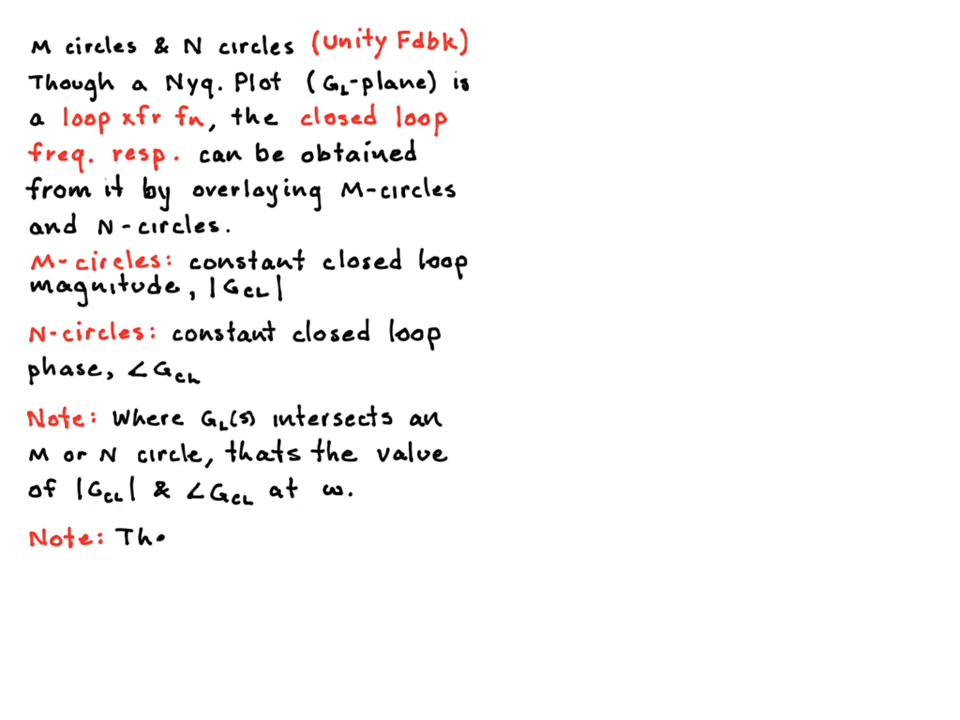 M circles & N circles (Unity Fdbk)
Though a Nyq. Plot (GL-plane) is
a loop xfr fn, the closed loop
freq. resp. can be obtained
from it by overlaying M-circles
and N-circles.
M-circles: constant closed loop
magnitude, |GCL|
N-circles: constant closed loop
phase, ∠GCL
Note: Where GL(s) intersects an
M or N circle, thats the value
of |GCL| & ∠GCL at ω.
Note: Th